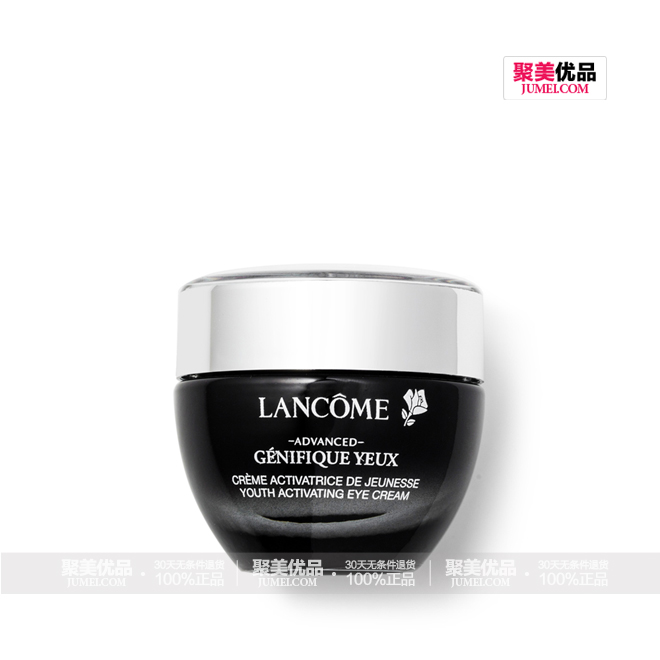 聚美优品
JUMEI.COM
LANCÔME
-ADVANCED-
GÉNIFIQUE YEUX
CRÈME ACTIVATRICE DE JEUNESSE
YOUTH ACTIVATING EYE CREAM
聚美优品 · 30天无条件退货 | 聚美优品 · 30天无条件退货 | 聚美优品 · 30天无条件退货
JUMEI.COM 100%正品 JUMEI.COM 100%正品 JUMEI.COM 100%正品